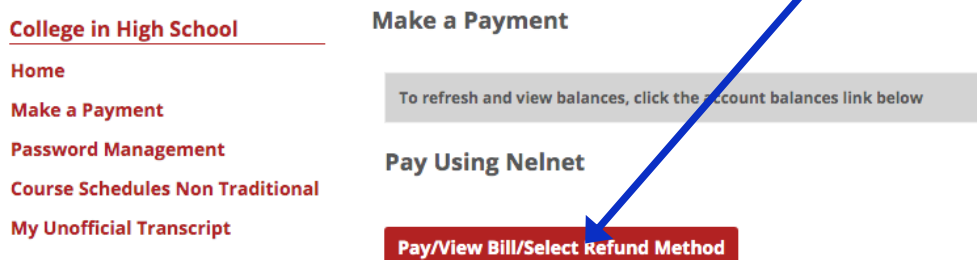 College in High School
Home
Make a Payment
Password Management
Course Schedules Non Traditional
My Unofficial Transcript
Make a Payment
To refresh and view balances, click the account balances link below
Pay Using Nelnet
Pay/View Bill/Select Refund Method